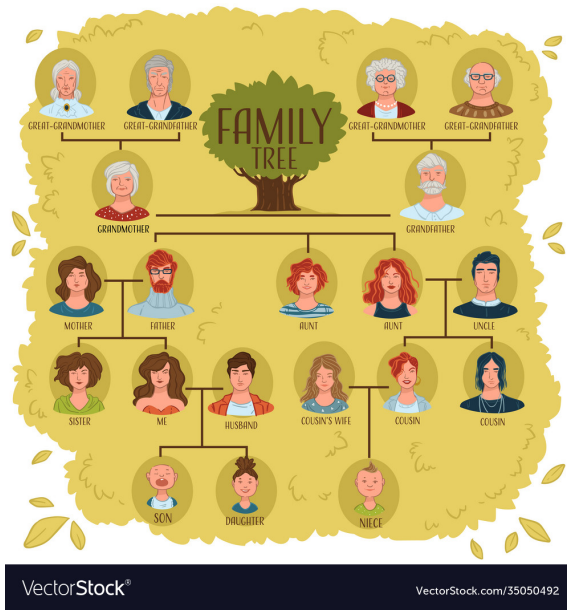 GREAT-GRANDMOTHER GREAT-GRANDFATHER
FAMILY
TREE
GREAT-GRANDMOTHER GREAT-GRANDFATHER
GRANDMOTHER
GRANDFATHER
MOTHER FATHER AUNT AUNT UNCLE
SISTER ME HUSBAND COUSIN'S WIFE COUSIN COUSIN
SON DAUGHTER NIECE
VectorStock®
VectorStock.com/35050492